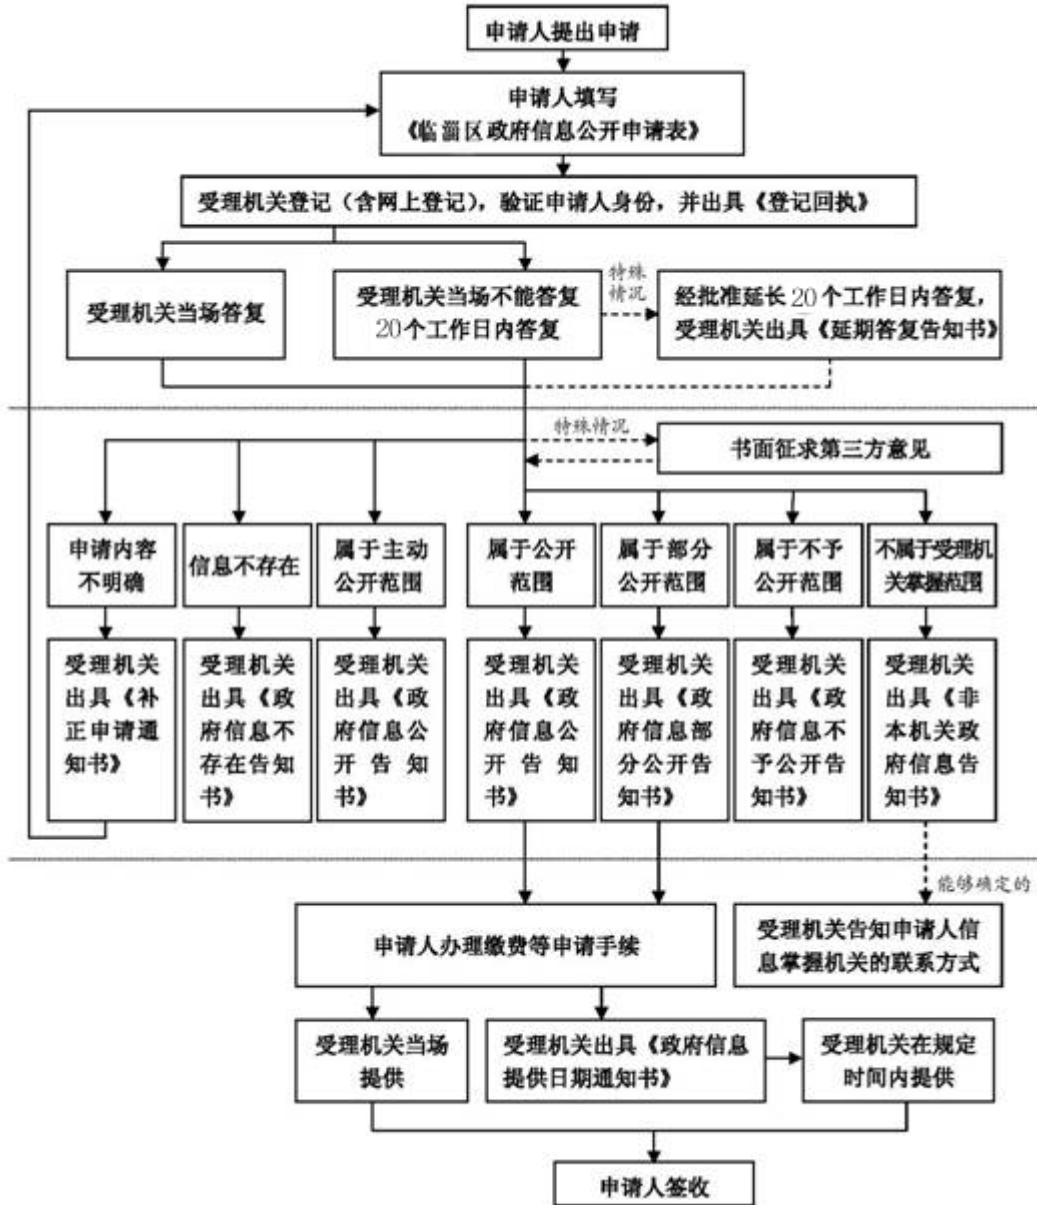 申请人提出申请
申请人填写
《临淄区政府信息公开申请表》
受理机关登记（含网上登记），验证申请人身份，并出具《登记回执》
受理机关当场答复
受理机关当场不能答复
20个工作日内答复
特殊
情况
经批准延长20个工作日内答复，
受理机关出具《延期答复告知书》
特殊情况
书面征求第三方意见
申请内容
不明确
信息不存在
属于主动
公开范围
属于公开
范围
属于部分
公开范围
属于不予
公开范围
不属于受理机
关掌握范围
受理机关
出具《补
正申请通
知书》
受理机关
出具《政
府信息不
存在告知
书》
受理机关
出具《政
府信息公
开告知
书》
受理机关
出具《政
府信息公
开告知
书》
受理机关
出具《政
府信息部
分公开告
知书》
受理机关
出具《政
府信息不
予公开告
知书》
受理机关
出具《非
本机关政
府信息告
知书》
能够确定的
申请人办理缴费等申请手续
受理机关告知申请人信
息掌握机关的联系方式
受理机关当场
提供
受理机关出具《政府信息
提供日期通知书》
受理机关在规定
时间内提供
申请人签收